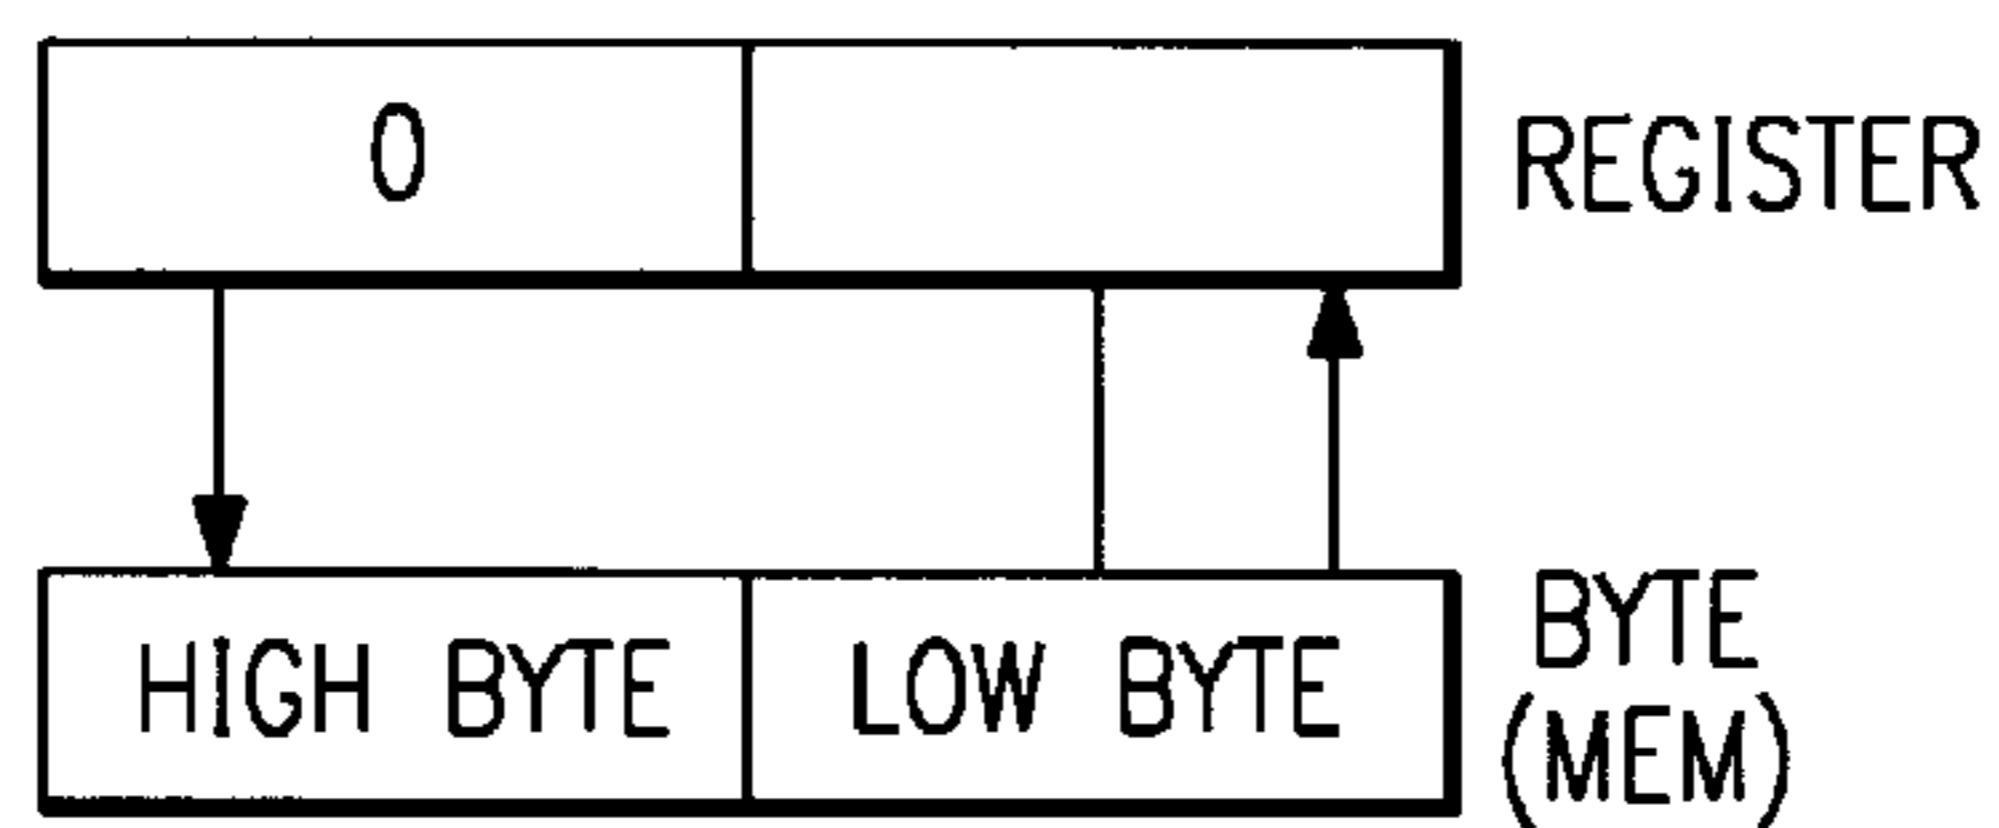 0
REGISTER
HIGH BYTE
LOW BYTE
BYTE
(MEM)